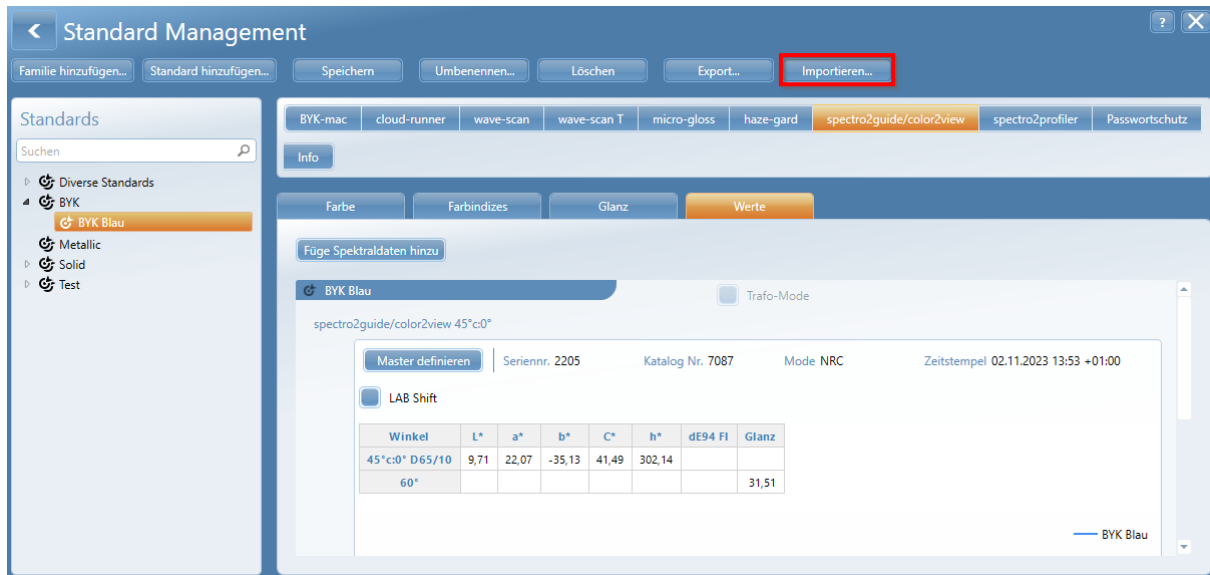 Standard Management
?
Familie hinzufügen... Standard hinzufügen... Speichern Umbenennen... Löschen Export... Importieren...
Standards
Suchen
Diverse Standards
BYK
BYK Blau
Metallic
Solid
Test
BYK-mac cloud-runner wave-scan wave-scan T micro-gloss haze-gard spectro2guide/color2view spectro2profiler Passwortschutz
Info
Farbe Farbindizes Glanz Werte
Füge Spektraldaten hinzu
BYK Blau Trafo-Mode
spectro2guide/color2view 45°c:0°
Master definieren Seriennr. 2205 Katalog Nr. 7087 Mode NRC Zeitstempel 02.11.2023 13:53 +01:00
LAB Shift
Winkel L* a* b* C* h* dE94 Fl Glanz
45°c:0° D65/10 9,71 22,07 -35,13 41,49 302,14
60° 31,51
BYK Blau